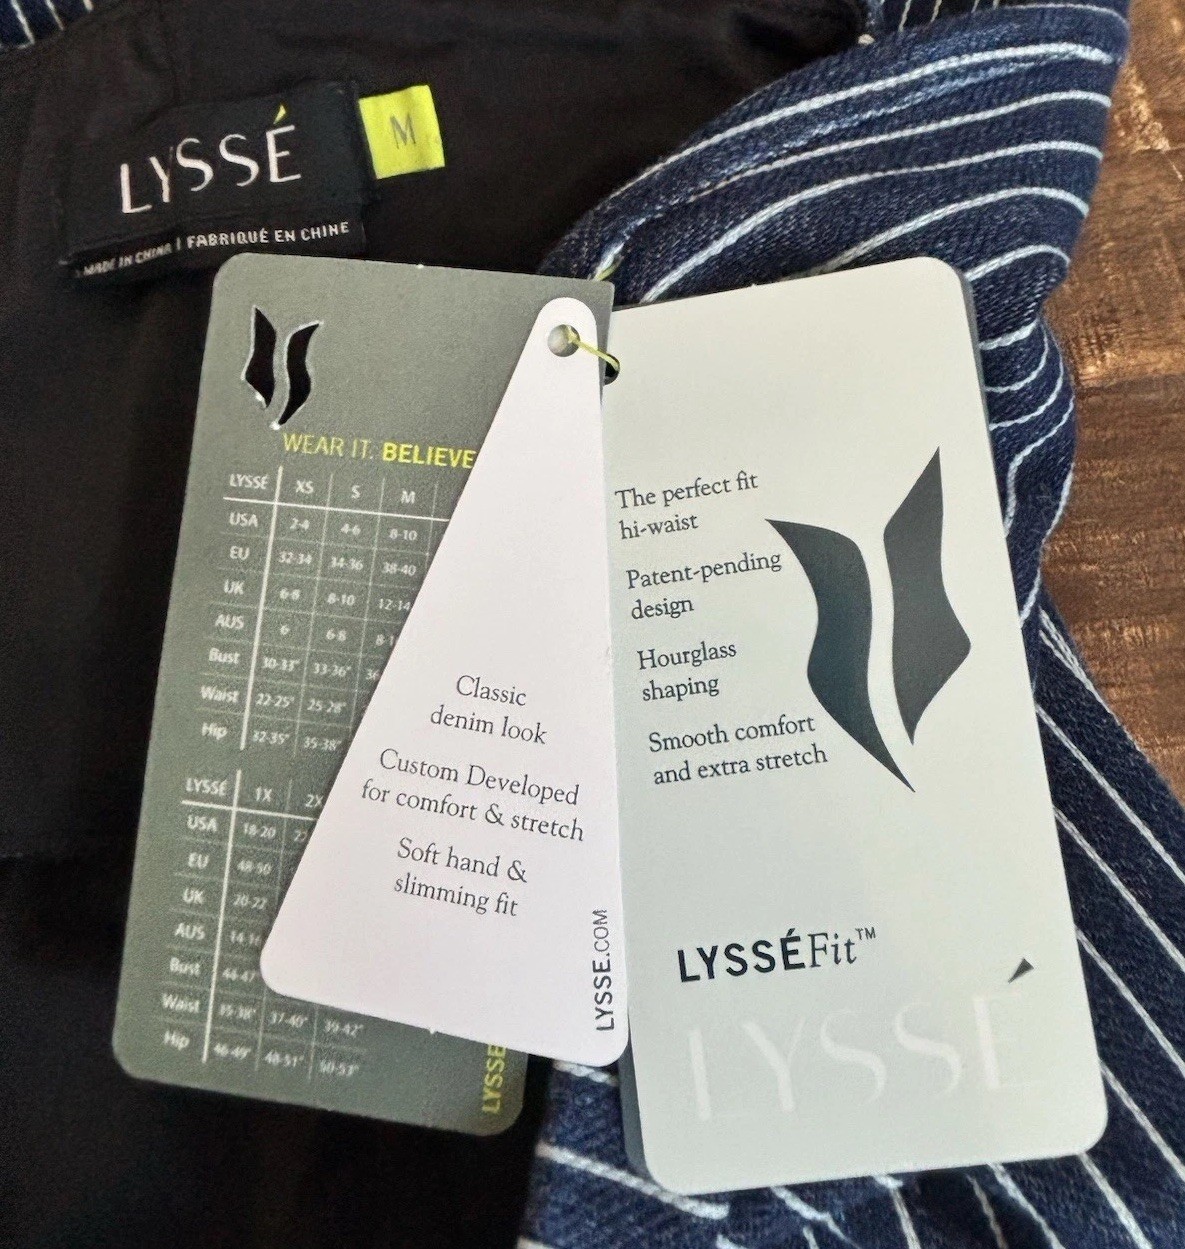 LYSSÉ
M
MADE IN CHINA | FABRIQUÉ EN CHINE
WEAR IT. BELIEVE
LYSSÉ XS S M
USA 2-4 4-6 8-10
EU 32-34 34-36 38-40
UK 6-8 8-10 12-14
AUS 6 6-8
Bust 30-33" 33-36"
Waist 22-25" 25-28"
Hip 32-35" 35-38"
LYSSÉ 1X 2X
USA 18-20
EU 48-50
UK 20-22
AUS
Bust
Waist 35-38" 37-40" 39-42"
Hip 46-49" 48-51"
LYSSE
Classic
denim look
Custom Developed
for comfort & stretch
Soft hand &
slimming fit
LYSSE.COM
The perfect fit
hi-waist
Patent-pending
design
Hourglass
shaping
Smooth comfort
and extra stretch
LYSSÉFit™
LYSSÉ